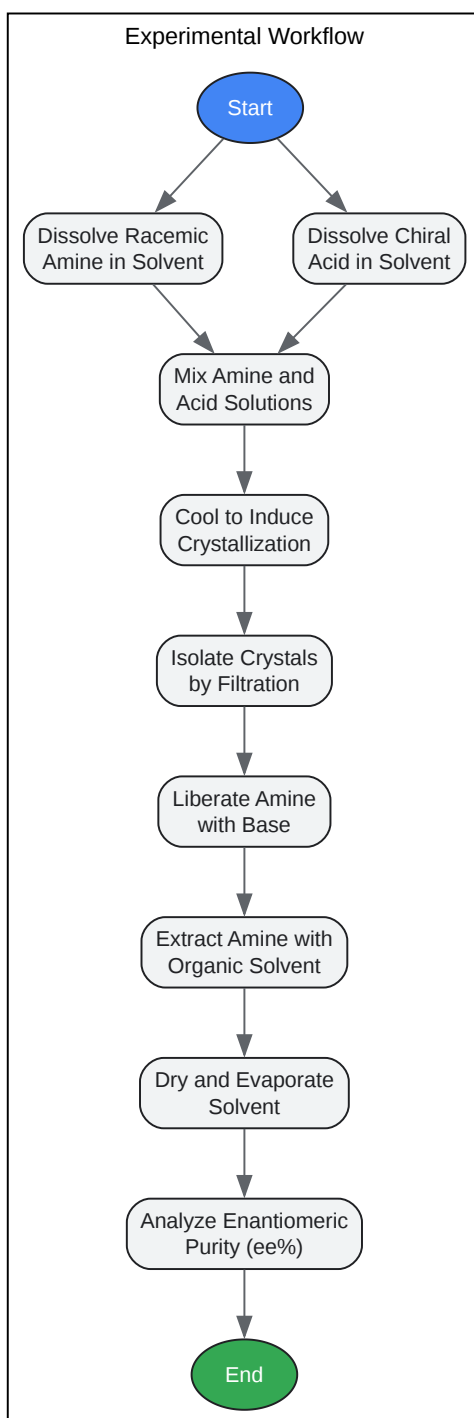 Experimental Workflow
Start
Dissolve Racemic
Amine in Solvent
Dissolve Chiral
Acid in Solvent
Mix Amine and
Acid Solutions
Cool to Induce
Crystallization
Isolate Crystals
by Filtration
Liberate Amine
with Base
Extract Amine with
Organic Solvent
Dry and Evaporate
Solvent
Analyze Enantiomeric
Purity (ee%)
End